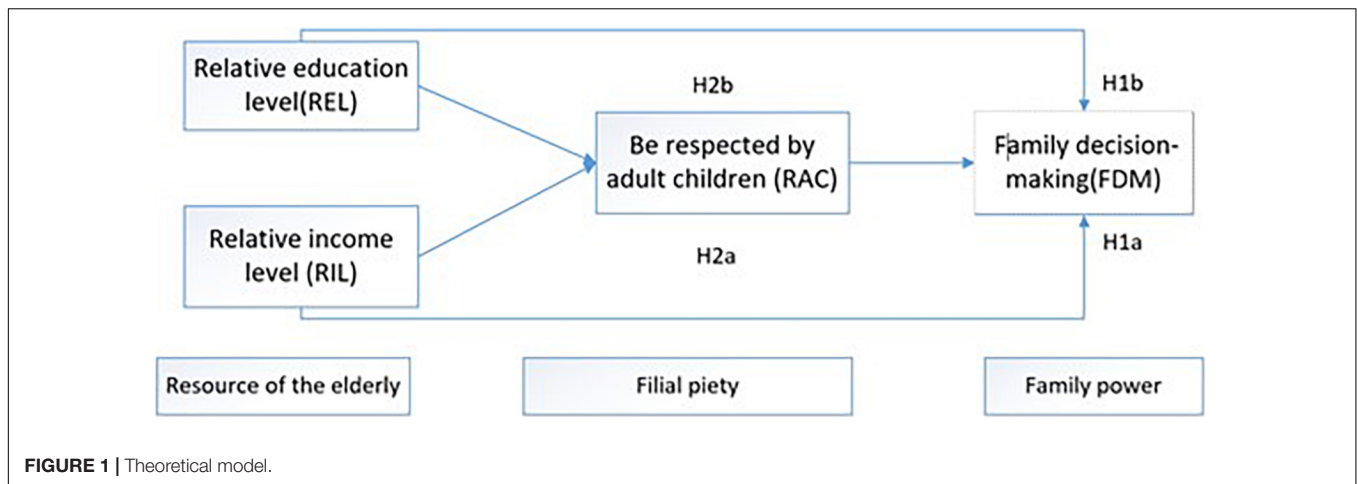 Relative education
level(REL)
H2b
H1b
Be respected by
adult children (RAC)
Family decision-
making(FDM)
Relative income
level (RIL)
H2a
H1a
Resource of the elderly
Filial piety
Family power
FIGURE 1 | Theoretical model.